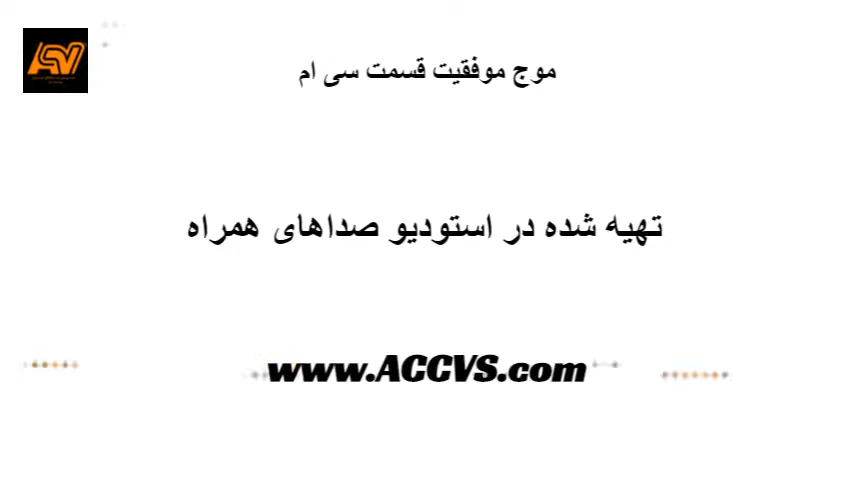 موج موفقیت قسمت سی ام
تهیه شده در استودیو صداهای همراه
www.ACCVS.com